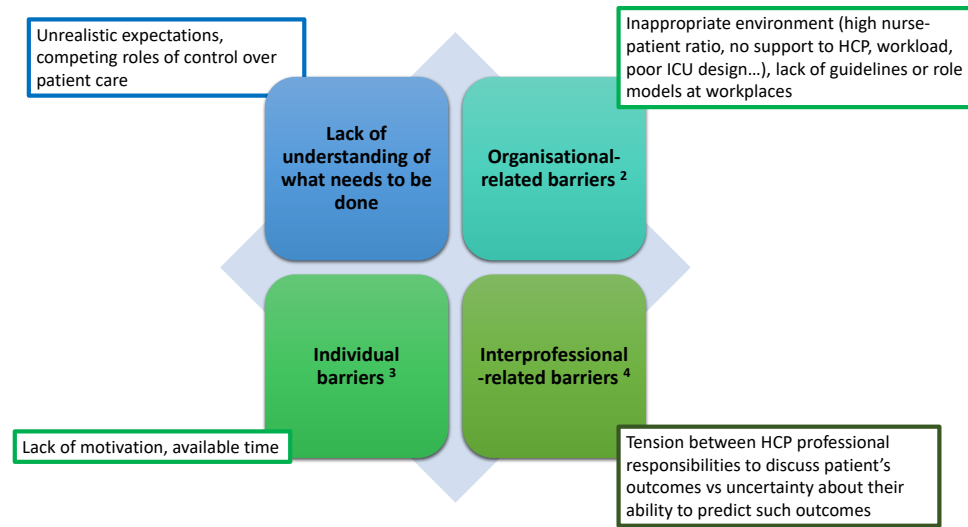 Unrealistic expectations,
competing roles of control over
patient care
Inappropriate environment (high nurse-
patient ratio, no support to HCP, workload,
poor ICU design…), lack of guidelines or role
models at workplaces
Lack of
understanding of
what needs to be
done
Organisational-
related barriers ²
Individual
barriers ³
Interprofessional
-related barriers ⁴
Lack of motivation, available time
Tension between HCP professional
responsibilities to discuss patient’s
outcomes vs uncertainty about their
ability to predict such outcomes